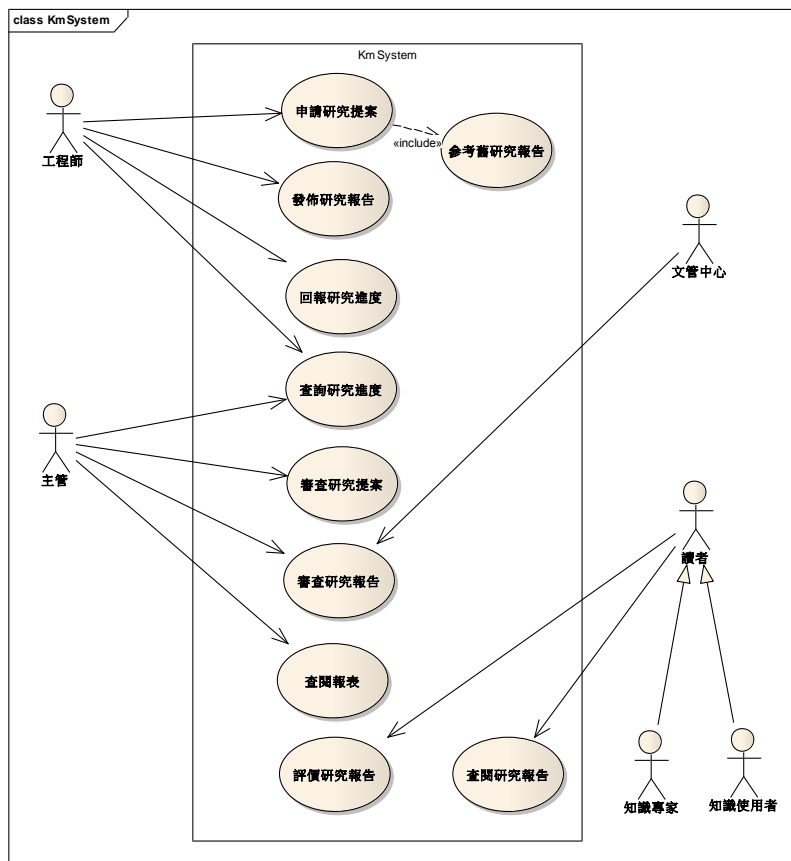 class KmSystem
KmSystem
申請研究提案
«include»
參考舊研究報告
工程師
發佈研究報告
文管中心
回報研究進度
查詢研究進度
主管
審查研究提案
讀者
審查研究報告
查閱報表
評價研究報告
查閱研究報告
知識專家
知識使用者